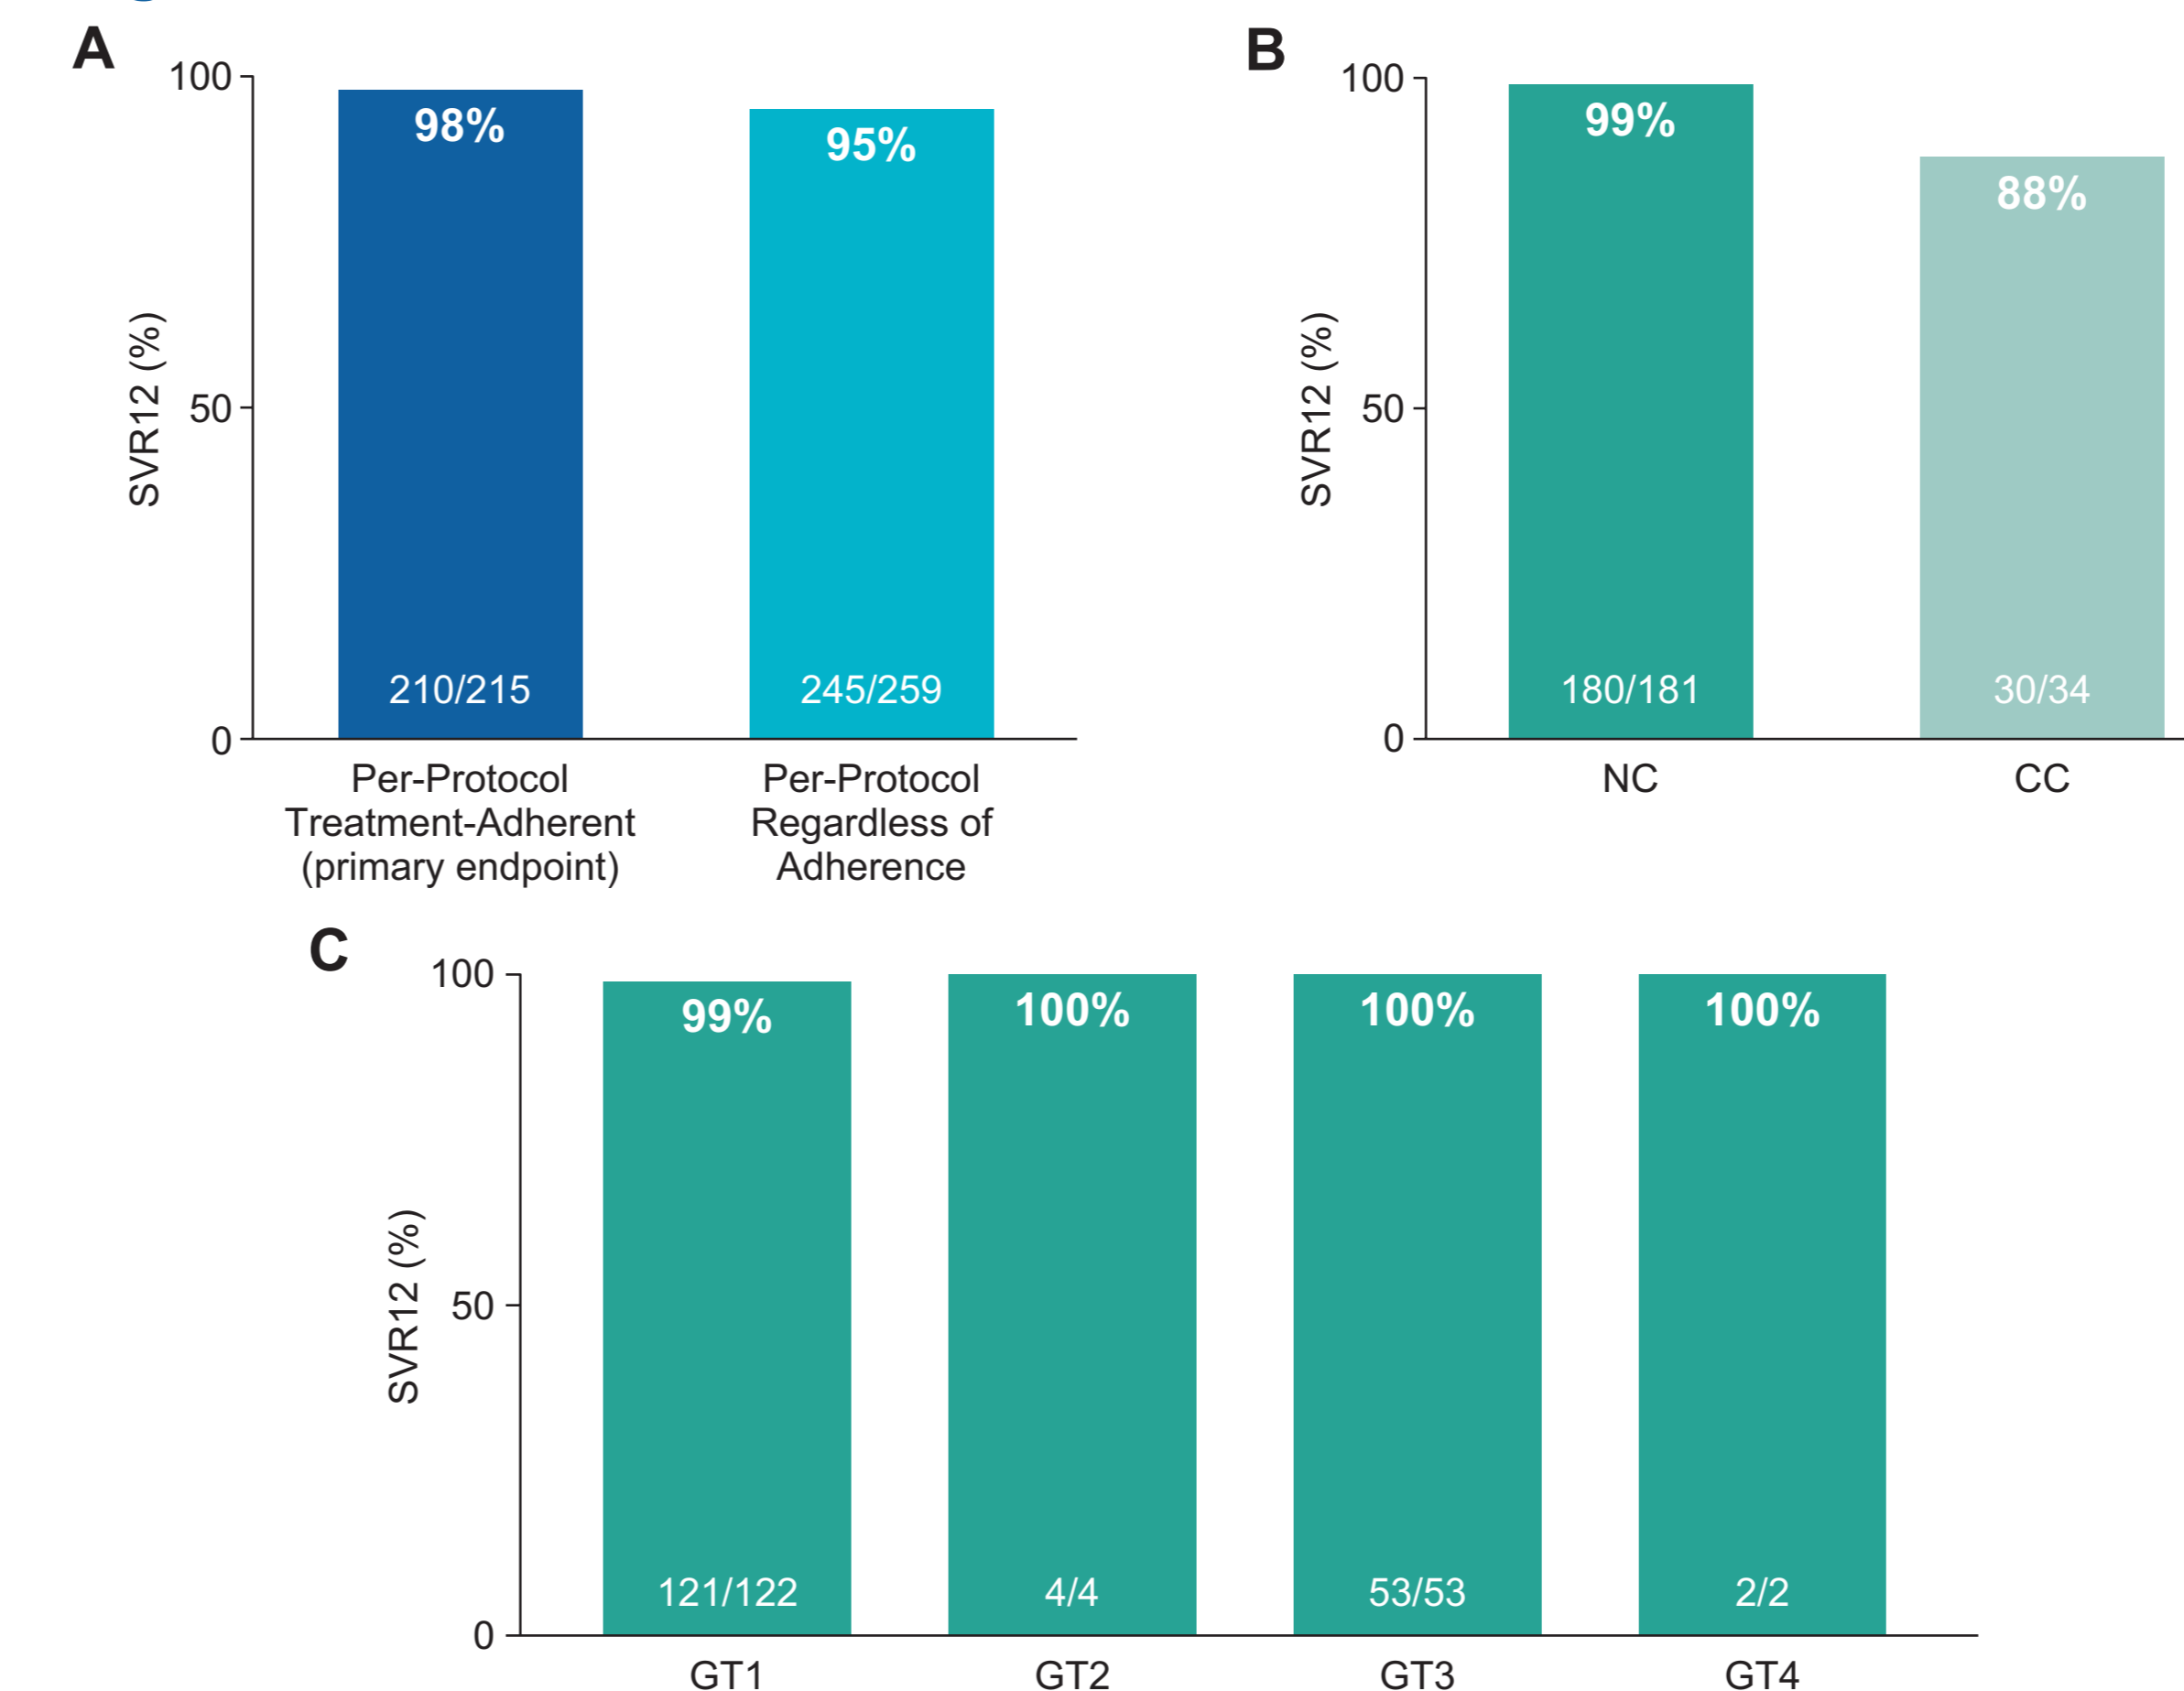 A
100
98%
95%
SVR12 (%)
50
210/215
245/259
0
Per-Protocol
Treatment-Adherent
(primary endpoint)
Per-Protocol
Regardless of
Adherence
B
100
99%
88%
SVR12 (%)
50
180/181
30/34
0
NC
CC
C
100
99%
100%
100%
100%
SVR12 (%)
50
121/122
4/4
53/53
2/2
0
GT1
GT2
GT3
GT4